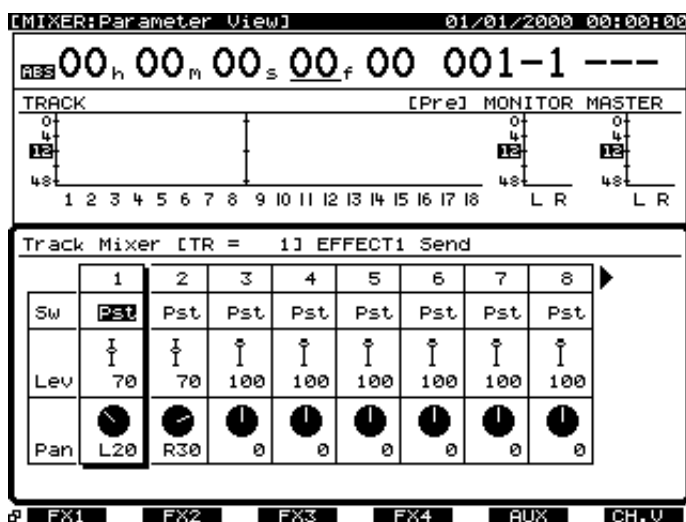 [MIXER:Parameter View] 01/01/2000 00:00:00
ABS 00h 00m 00s 00f 00 001-1 ---
TRACK [Pre] MONITOR MASTER
0 0 0
4 4 4
12 12 12
48 48 48
1 2 3 4 5 6 7 8 9 10 11 12 13 14 15 16 17 18 L R L R
Track Mixer [TR = 1] EFFECT1 Send
1 2 3 4 5 6 7 8
Sw Pst Pst Pst Pst Pst Pst Pst Pst
Lev 70 70 100 100 100 100 100 100
Pan L20 R30 0 0 0 0 0 0
FX1 FX2 FX3 FX4 AUX CH.V